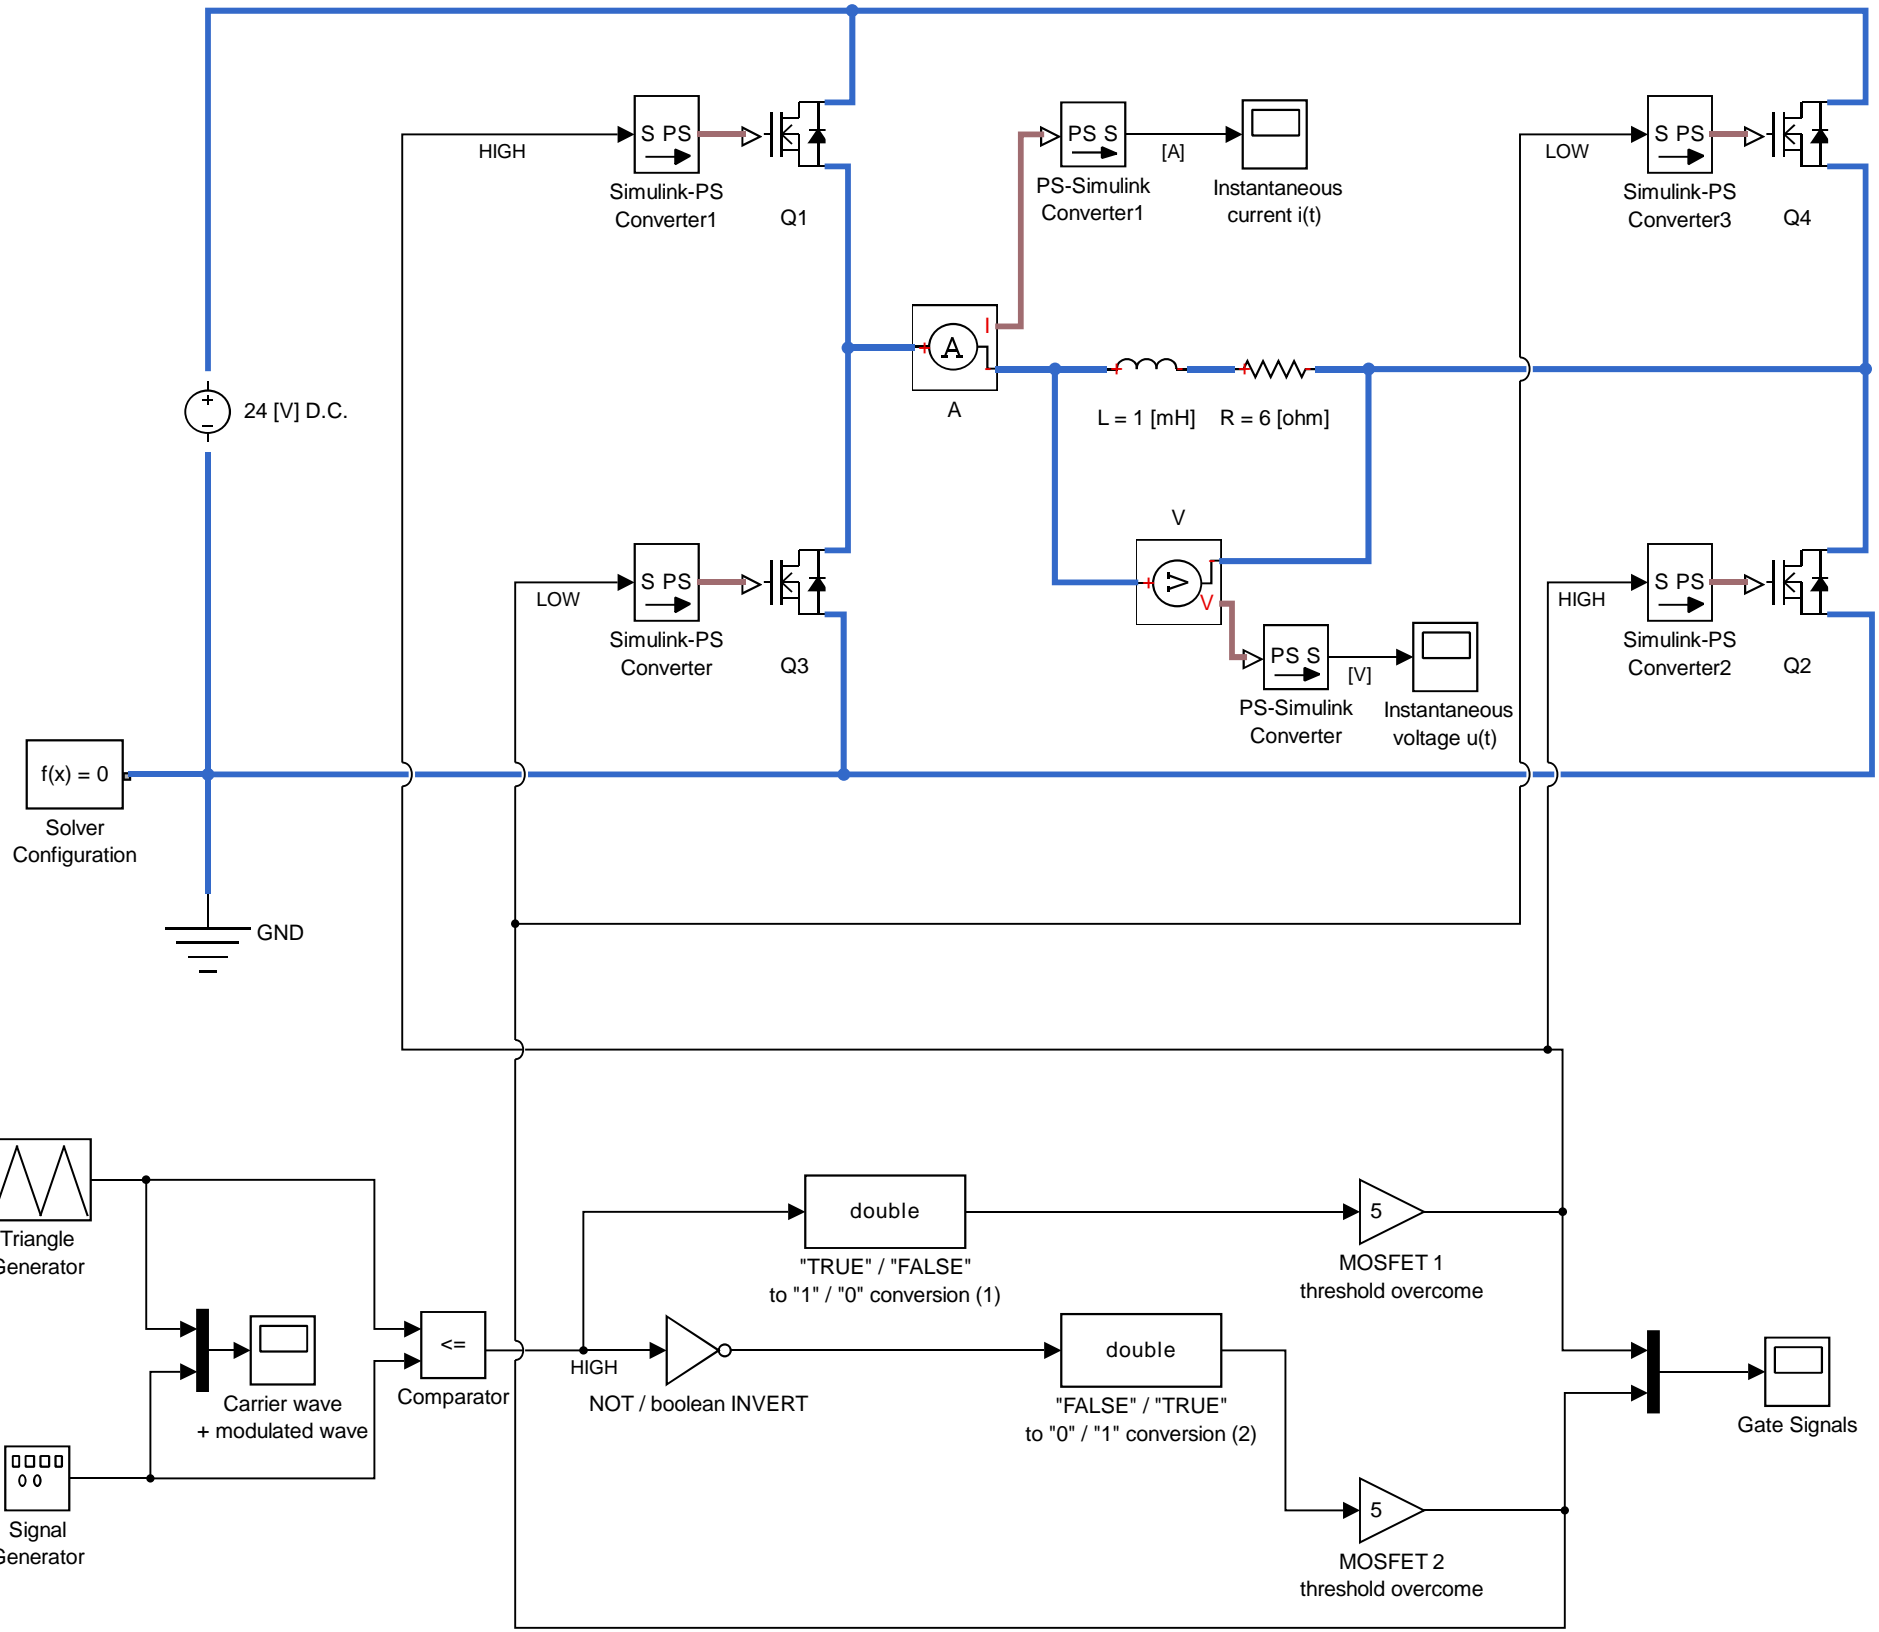 S PS
HIGH
Simulink-PS
Converter1
Q1
PS S
[A]
PS-Simulink
Converter1
Instantaneous
current i(t)
S PS
LOW
Simulink-PS
Converter3
Q4
I
+
A
A
24 [V] D.C.
L = 1 [mH]
R = 6 [ohm]
V
S PS
LOW
Simulink-PS
Converter
Q3
+
V
V
PS S
[V]
PS-Simulink
Converter
Instantaneous
voltage u(t)
S PS
HIGH
Simulink-PS
Converter2
Q2
f(x) = 0
Solver
Configuration
GND
Triangle
Generator
double
"TRUE" / "FALSE"
to "1" / "0" conversion (1)
5
MOSFET 1
threshold overcome
Carrier wave
+ modulated wave
<=
Comparator
HIGH
NOT / boolean INVERT
double
"FALSE" / "TRUE"
to "0" / "1" conversion (2)
Gate Signals
Signal
Generator
5
MOSFET 2
threshold overcome